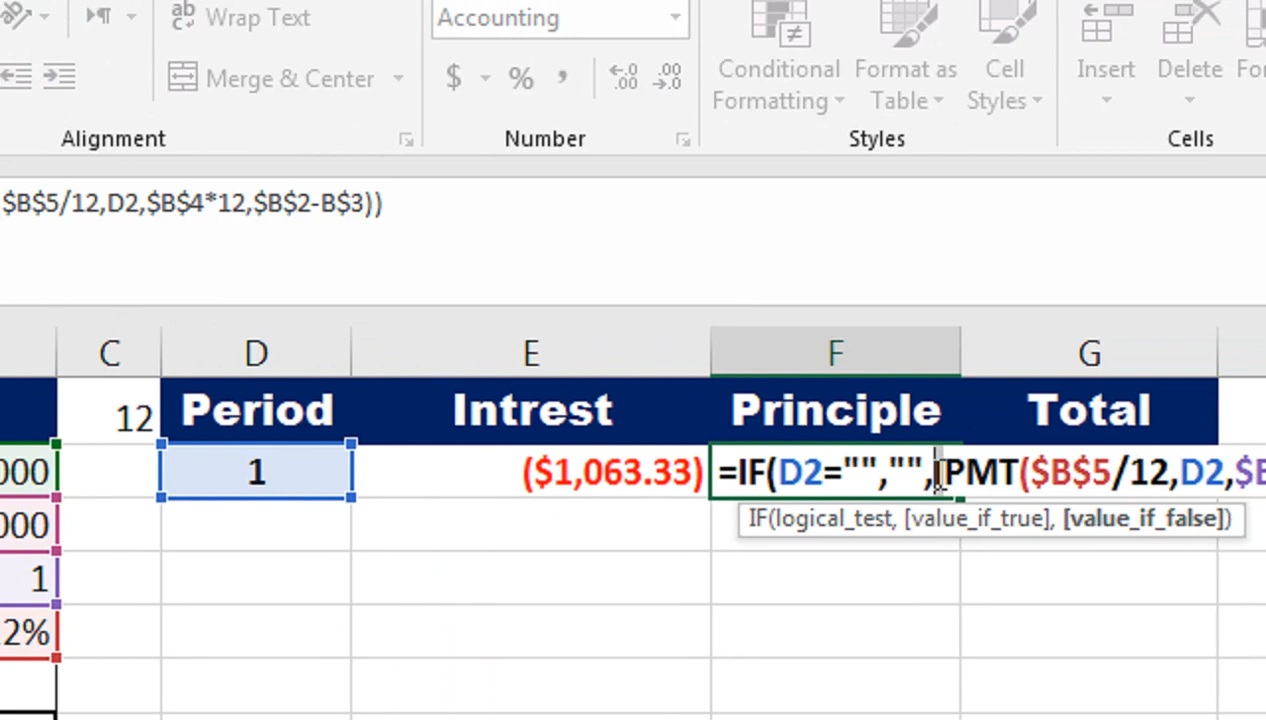 Wrap Text
Accounting
Merge & Center
$ % ,
Conditional Formatting
Format as Table
Cell Styles
Insert
Delete
Alignment
Number
Styles
Cells
$B$5/12,D2,$B$4*12,$B$2-B$3))
C D E F G
12 Period Intrest Principle Total
000 1 ($1,063.33) =IF(D2="","",IPMT($B$5/12,D2,$B
IF(logical_test, [value_if_true], [value_if_false])
000
1
2%